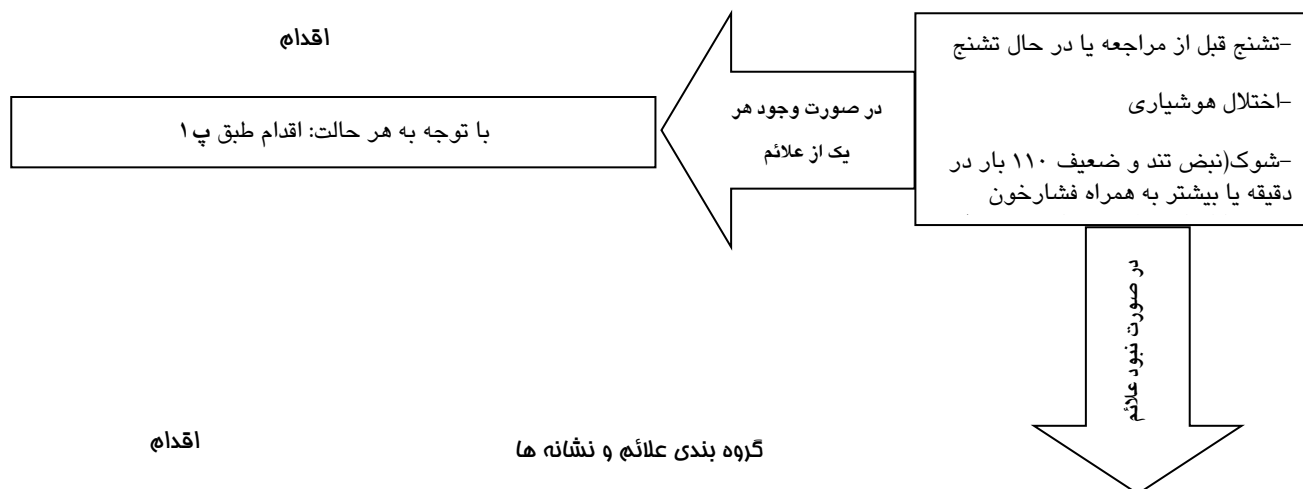 اقدام
-تشنج قبل از مراجعه یا در حال تشنج
-اختلال هوشیاری
-شوک(نبض تند و ضعیف ۱۱۰ بار در
دقیقه یا بیشتر به همراه فشارخون
در صورت وجود هر
یک از علائم
با توجه به هر حالت: اقدام طبق پ۱
در صورت نبود علائم
گروه بندی علائم و نشانه ها
اقدام